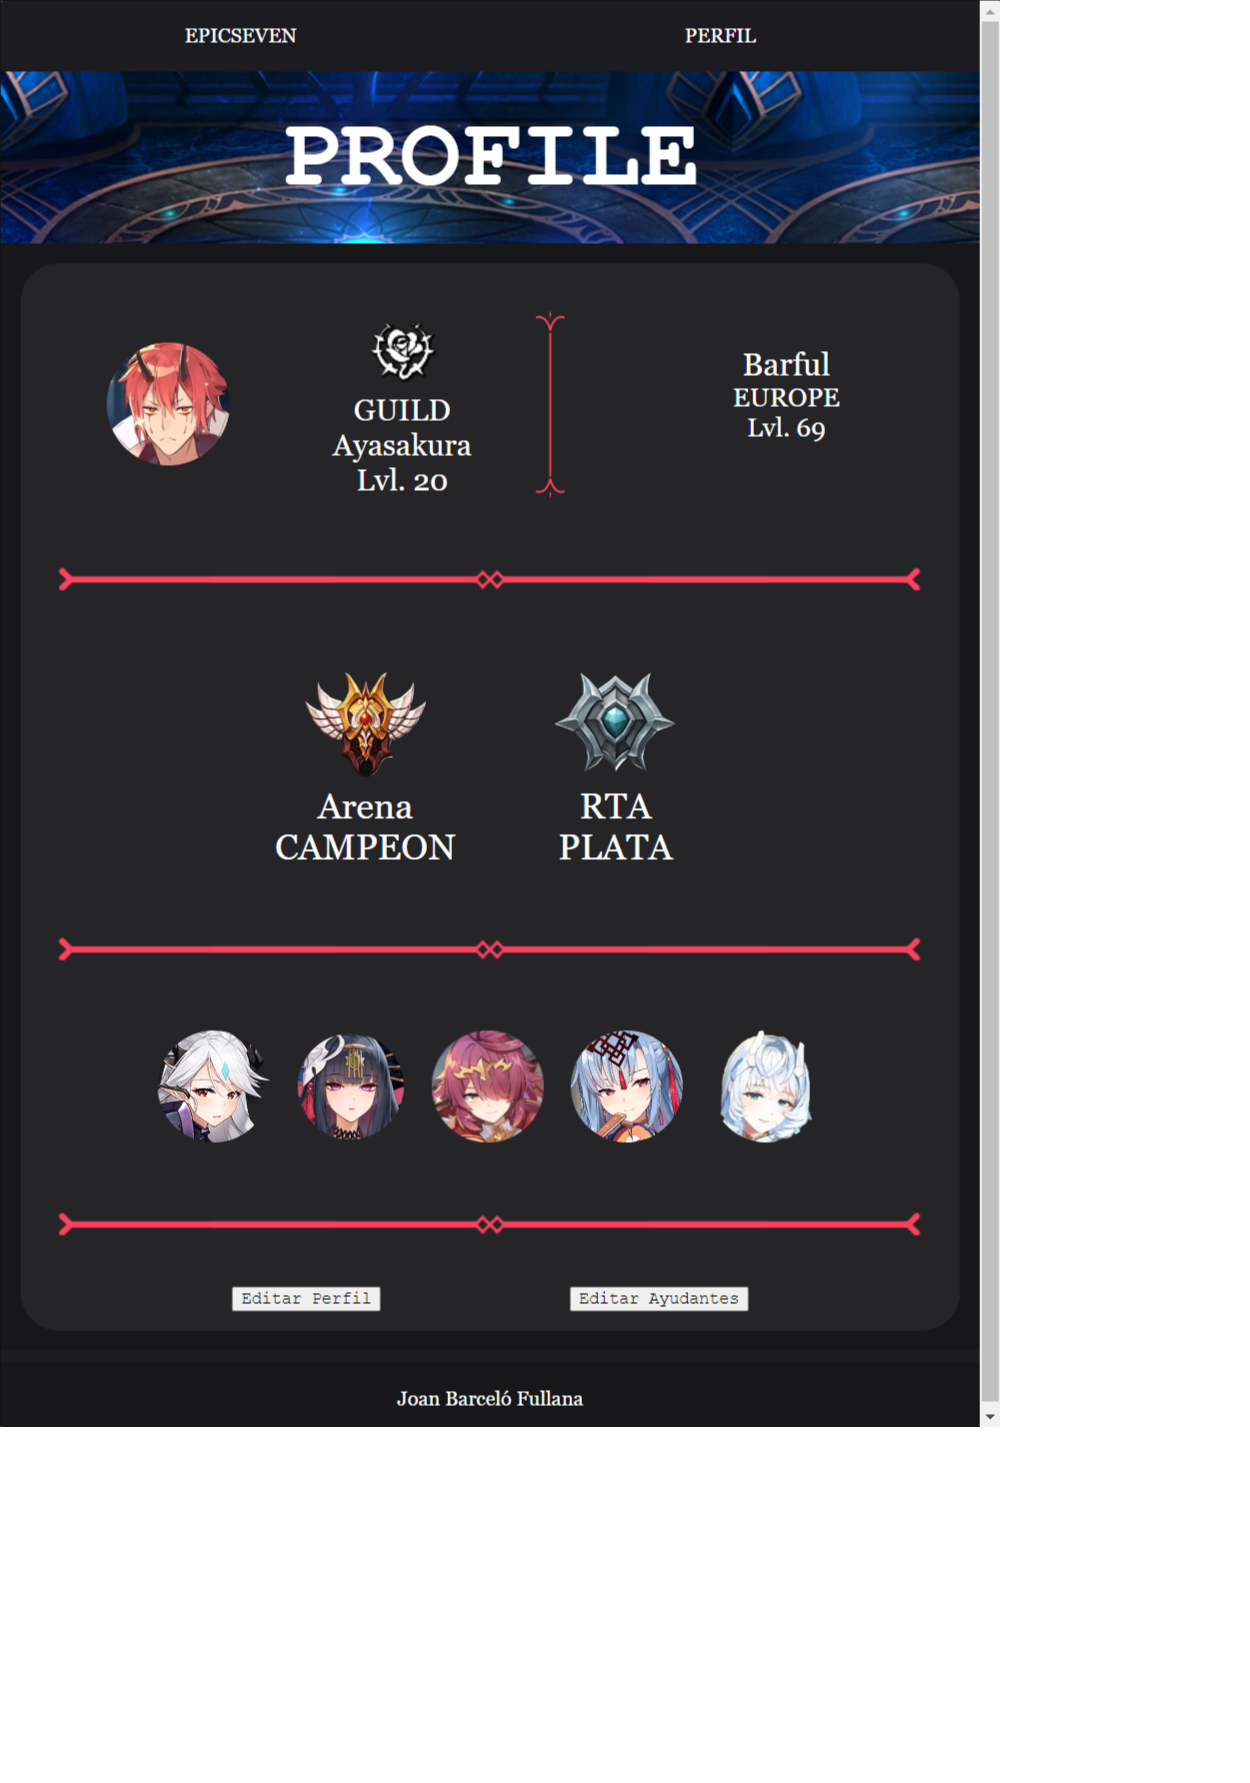 EPICSEVEN
PERFIL
PROFILE
GUILD
Ayasakura
Lvl. 20
Barful
EUROPE
Lvl. 69
Arena
CAMPEON
RTA
PLATA
Editar Perfil
Editar Ayudantes
Joan Barceló Fullana